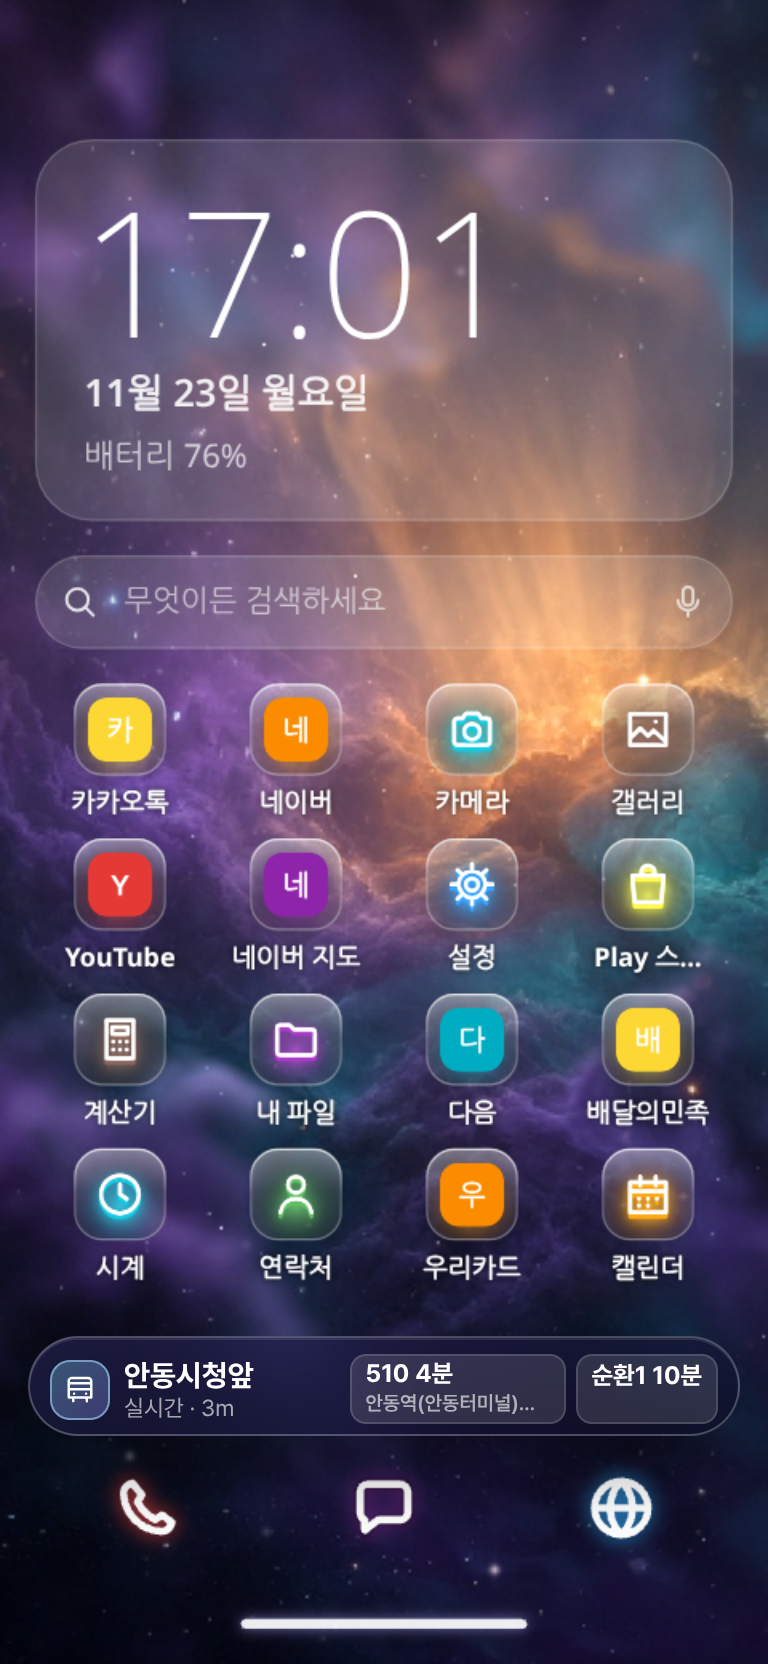 17:01
11월 23일 월요일
배터리 76%
무엇이든 검색하세요
카 네
카카오톡 네이버 카메라 갤러리
Y 네
YouTube 네이버 지도 설정 Play 스...
다 배
계산기 내 파일 다음 배달의민족
우
시계 연락처 우리카드 캘린더
안동시청앞 510 4분 순환1 10분
실시간 · 3m 안동역(안동터미널)...